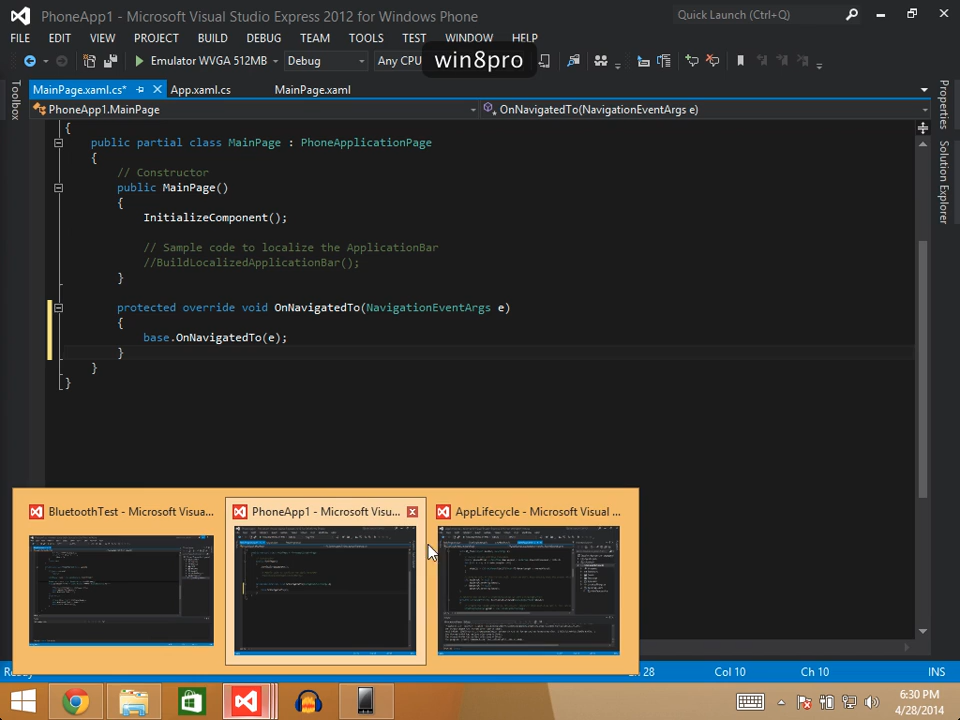 PhoneApp1 - Microsoft Visual Studio Express 2012 for Windows Phone
Quick Launch (Ctrl+Q)
FILE EDIT VIEW PROJECT BUILD DEBUG TEAM TOOLS TEST WINDOW HELP
Emulator WVGA 512MB Debug Any CPU
win8pro
MainPage.xaml.cs* App.xaml.cs MainPage.xaml
PhoneApp1.MainPage OnNavigatedTo(NavigationEventArgs e)
Toolbox
Properties
Solution Explorer
{
public partial class MainPage : PhoneApplicationPage
{
// Constructor
public MainPage()
{
InitializeComponent();
// Sample code to localize the ApplicationBar
//BuildLocalizedApplicationBar();
}
protected override void OnNavigatedTo(NavigationEventArgs e)
{
base.OnNavigatedTo(e);
}
}
}
BluetoothTest - Microsoft Visua...
PhoneApp1 - Microsoft Visu...
AppLifecycle - Microsoft Visual ...
28 Col 10 Ch 10 INS
6:30 PM
4/28/2014